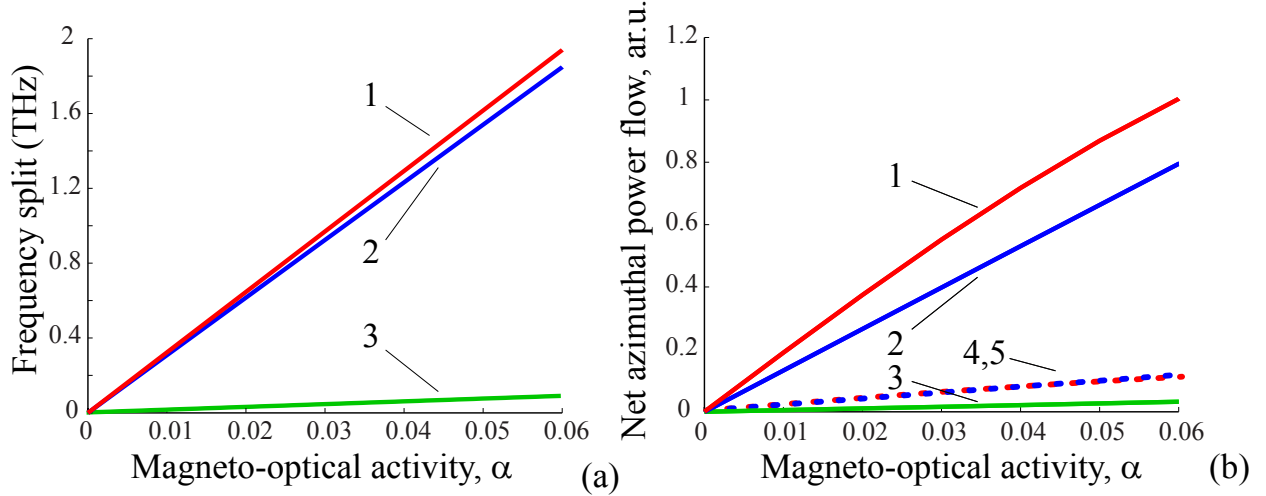 Frequency split (THz)
2
1.6
1.2
0.8
0.4
0
1
2
3
0 0.01 0.02 0.03 0.04 0.05 0.06
Magneto-optical activity, α
(a)
Net azimuthal power flow, ar.u.
1.2
1
0.8
0.6
0.4
0.2
0
1
2
4,5
3
0 0.01 0.02 0.03 0.04 0.05 0.06
Magneto-optical activity, α
(b)